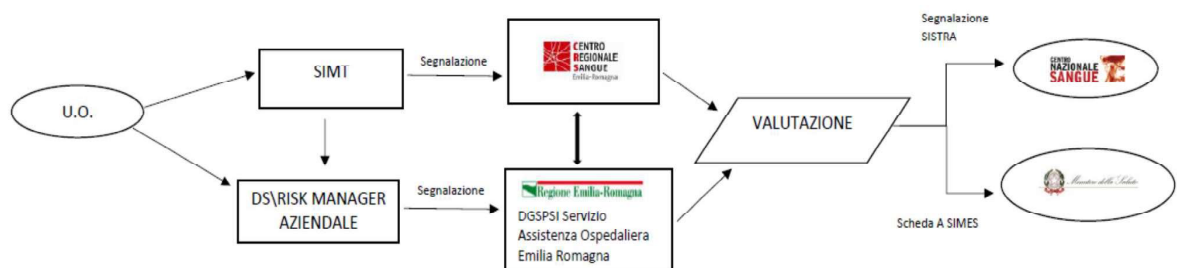 U.O.
SIMT
DS\RISK MANAGER
AZIENDALE
Segnalazione
Segnalazione
CENTRO
REGIONALE
SANGUE
Emilia-Romagna
Regione Emilia-Romagna
DGSPSI Servizio
Assistenza Ospedaliera
Emilia Romagna
VALUTAZIONE
Segnalazione
SISTRA
CENTRO
NAZIONALE
SANGUE
Ministero della Salute
Scheda A SIMES